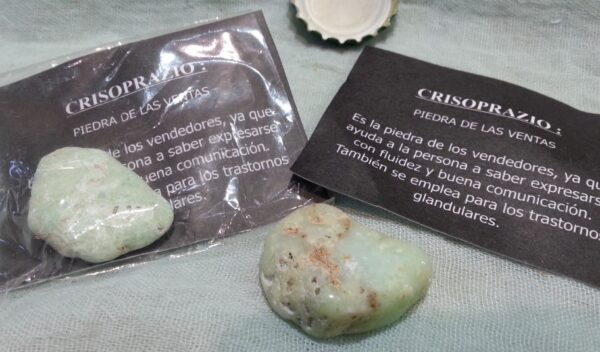 CRISOPRAZIO :
PIEDRA DE LAS VENTAS
de los vendedores, ya que
persona a saber expresarse
buena comunicación.
para los trastornos
CRISOPRAZIO :
PIEDRA DE LAS VENTAS
Es la piedra de los vendedores, ya que
ayuda a la persona a saber expresarse
con fluidez y buena comunicación.
También se emplea para los trastornos
glandulares.